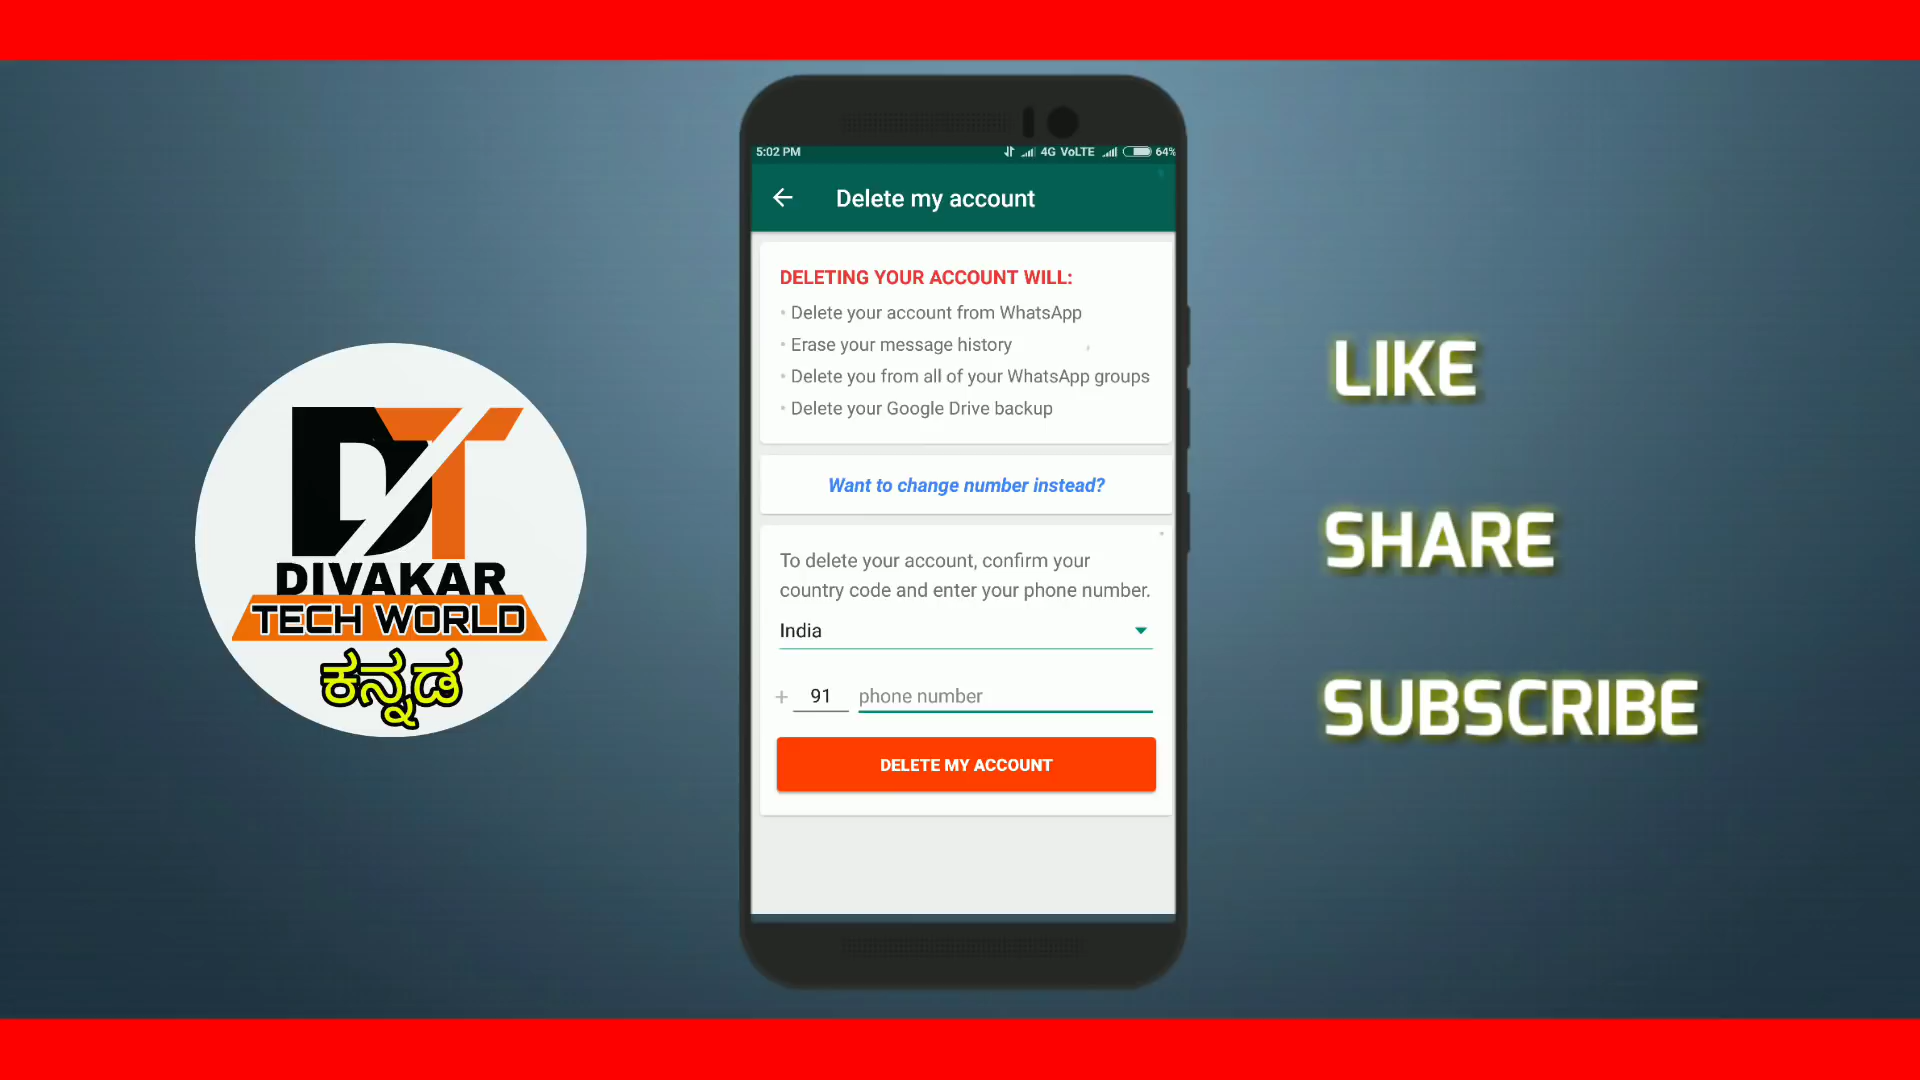 DT
DIVAKAR
TECH WORLD
ಕನ್ನಡ
5:02 PM
4G VoLTE
64%
Delete my account
DELETING YOUR ACCOUNT WILL:
• Delete your account from WhatsApp
• Erase your message history
• Delete you from all of your WhatsApp groups
• Delete your Google Drive backup
Want to change number instead?
To delete your account, confirm your
country code and enter your phone number.
India
+ 91 phone number
DELETE MY ACCOUNT
LIKE
SHARE
SUBSCRIBE